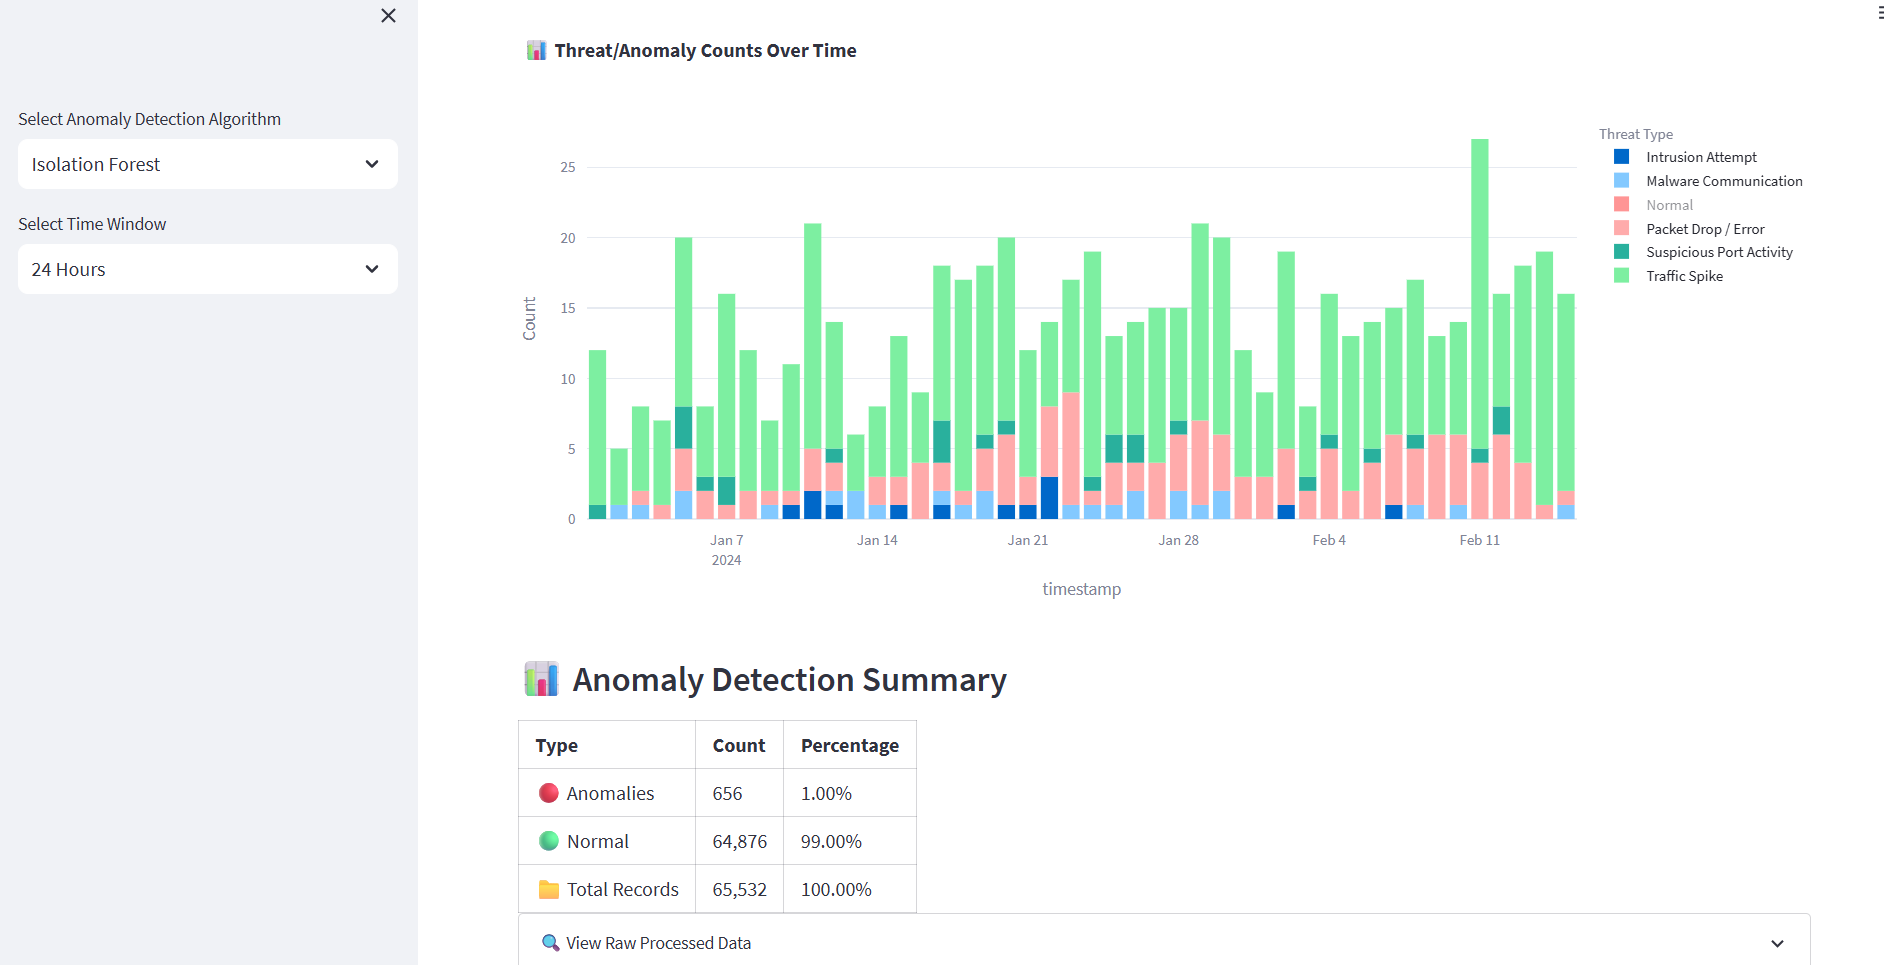 Select Anomaly Detection Algorithm
Isolation Forest
Select Time Window
24 Hours
Threat/Anomaly Counts Over Time
Threat Type
Intrusion Attempt
Malware Communication
Normal
Packet Drop / Error
Suspicious Port Activity
Traffic Spike
Count
25
20
15
10
5
0
Jan 7 Jan 14 Jan 21 Jan 28 Feb 4 Feb 11
2024
timestamp
Anomaly Detection Summary
Type Count Percentage
Anomalies 656 1.00%
Normal 64,876 99.00%
Total Records 65,532 100.00%
View Raw Processed Data